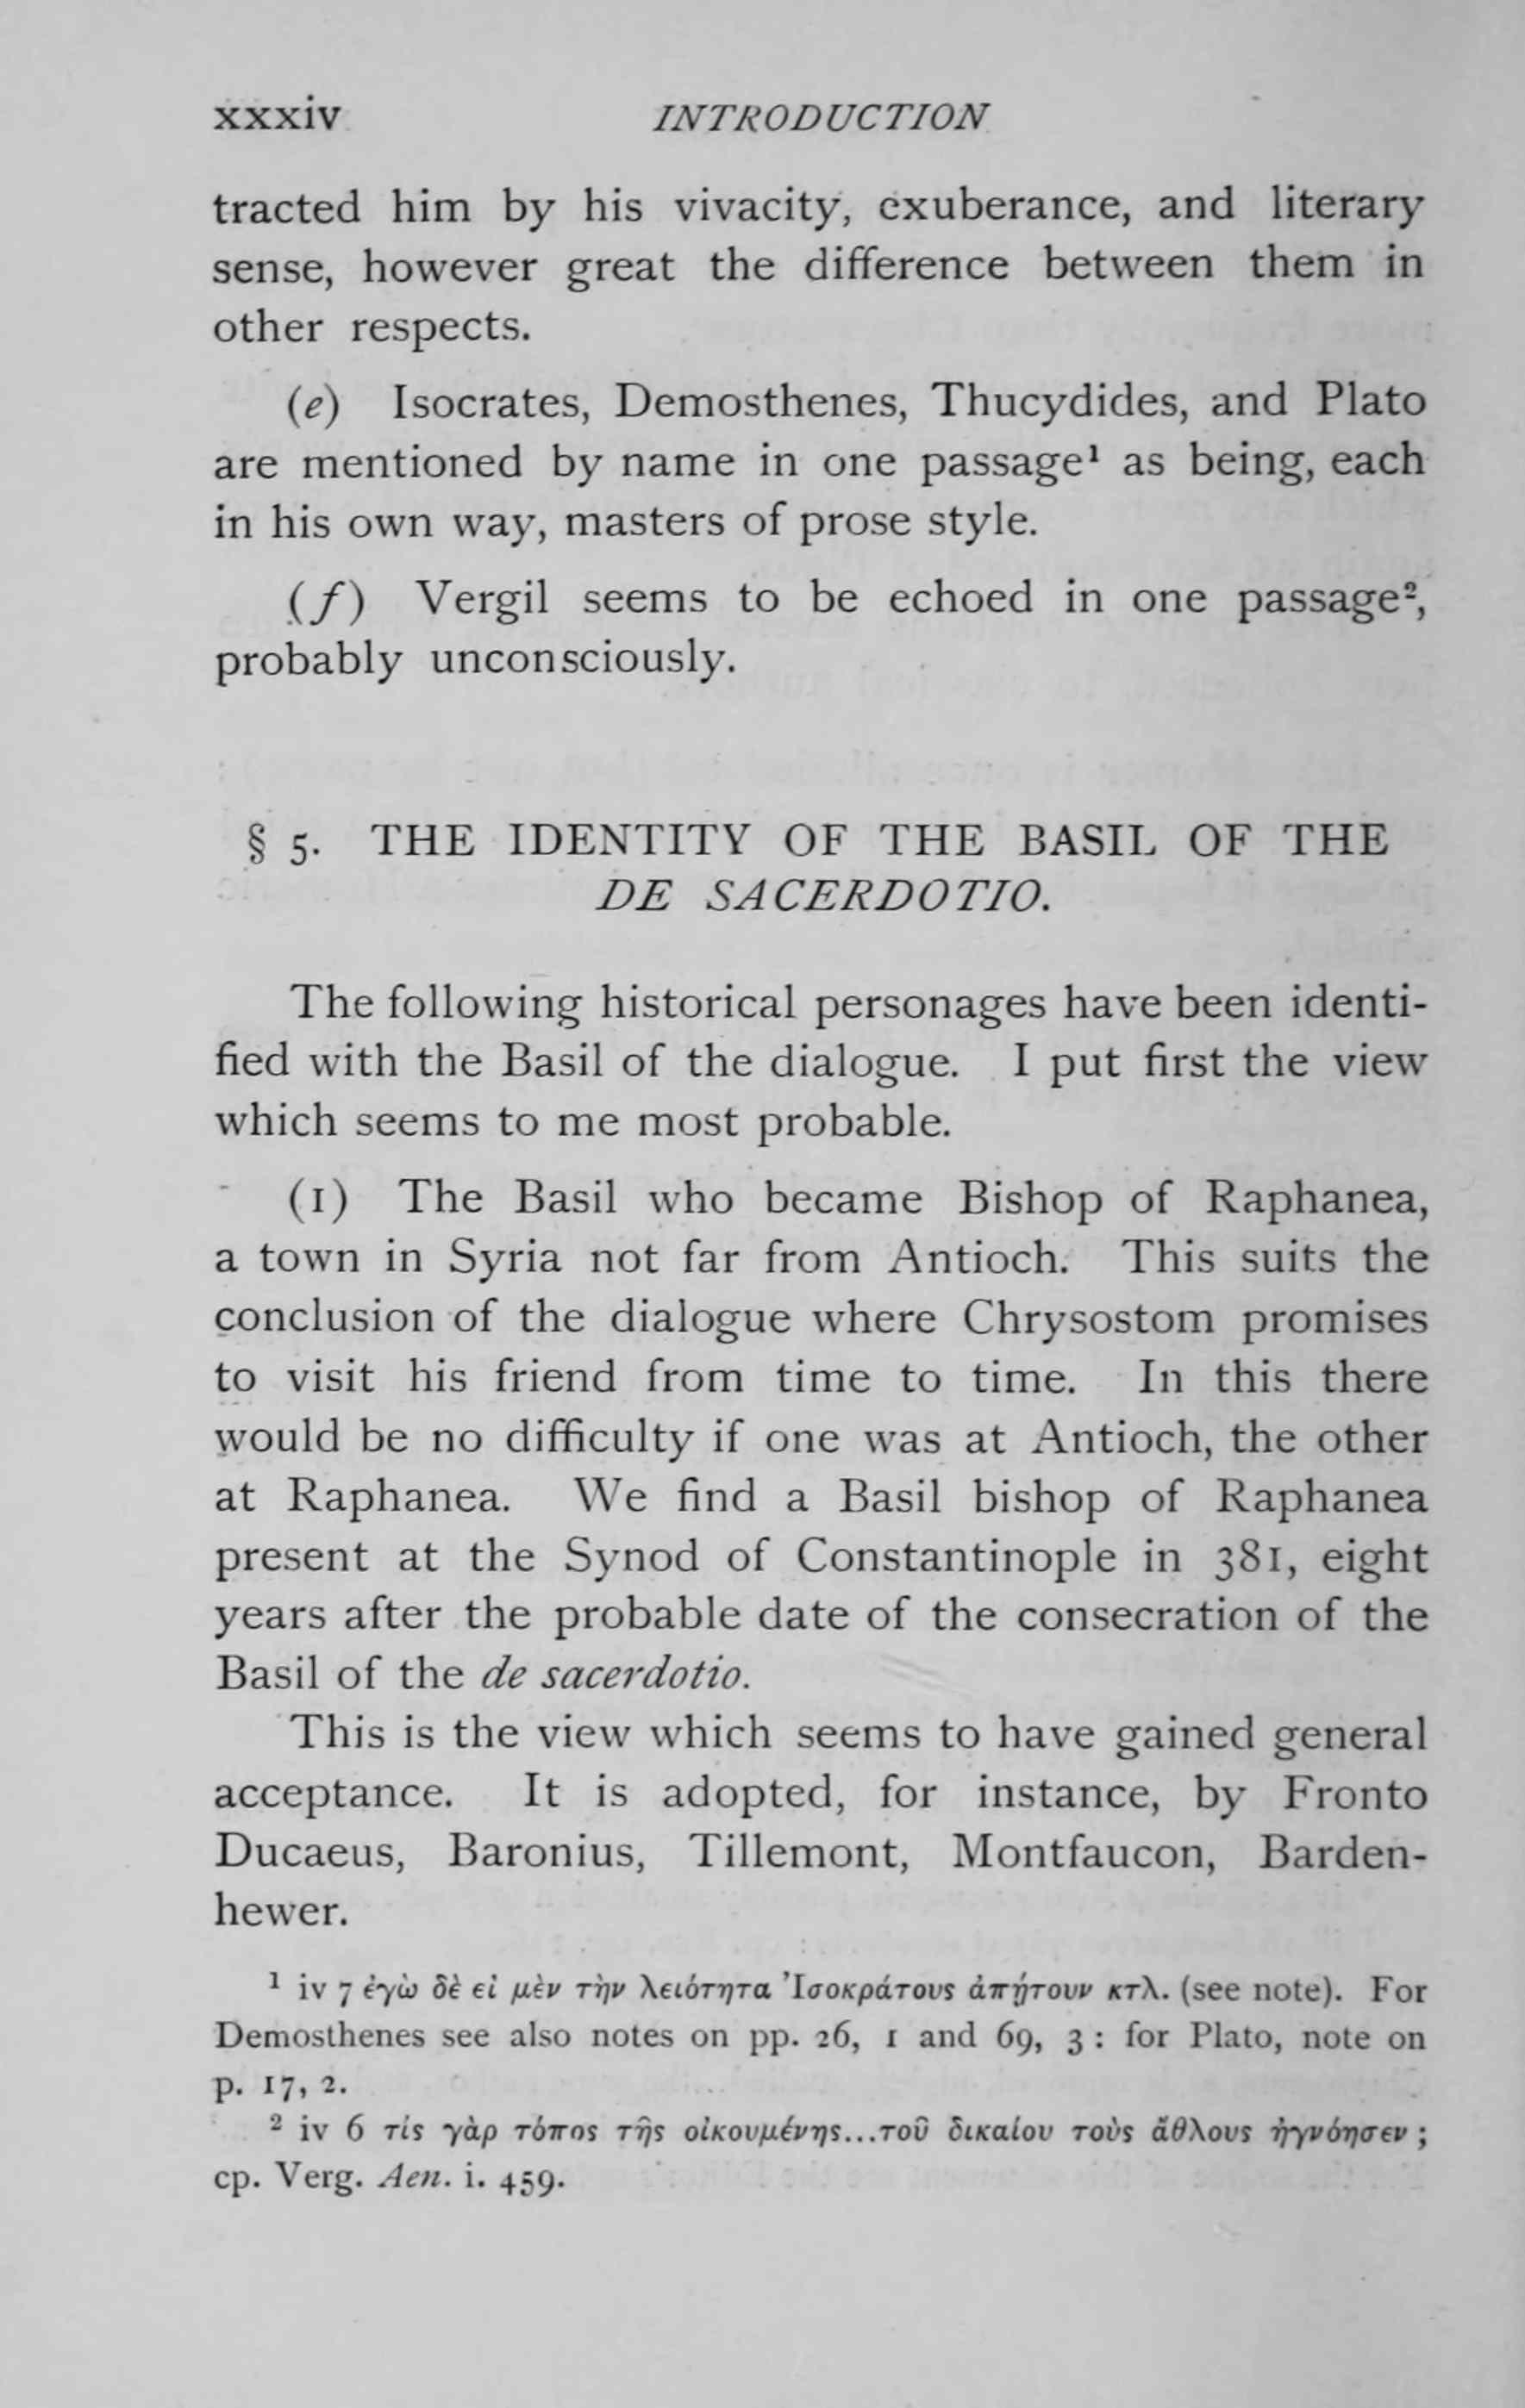 xxxiv INTRODUCTION
tracted him by his vivacity, exuberance, and literary
sense, however great the difference between them in
other respects.
(e) Isocrates, Demosthenes, Thucydides, and Plato
are mentioned by name in one passage¹ as being, each
in his own way, masters of prose style.
(f) Vergil seems to be echoed in one passage²,
probably unconsciously.
§ 5. THE IDENTITY OF THE BASIL OF THE
DE SACERDOTIO.
The following historical personages have been identi-
fied with the Basil of the dialogue. I put first the view
which seems to me most probable.
(1) The Basil who became Bishop of Raphanea,
a town in Syria not far from Antioch. This suits the
conclusion of the dialogue where Chrysostom promises
to visit his friend from time to time. In this there
would be no difficulty if one was at Antioch, the other
at Raphanea. We find a Basil bishop of Raphanea
present at the Synod of Constantinople in 381, eight
years after the probable date of the consecration of the
Basil of the de sacerdotio.
This is the view which seems to have gained general
acceptance. It is adopted, for instance, by Fronto
Ducaeus, Baronius, Tillemont, Montfaucon, Barden-
hewer.
¹ iv 7 ἐγὼ δὲ εἰ μὲν τὴν λειότητα Ἰσοκράτους ἀπῄτουν κτλ. (see note). For
Demosthenes see also notes on pp. 26, 1 and 69, 3 : for Plato, note on
p. 17, 2.
² iv 6 τίς γὰρ τόπος τῆς οἰκουμένης...τοῦ δικαίου τοὺς ἄθλους ἠγνόησεν ;
cp. Verg. Aen. i. 459.